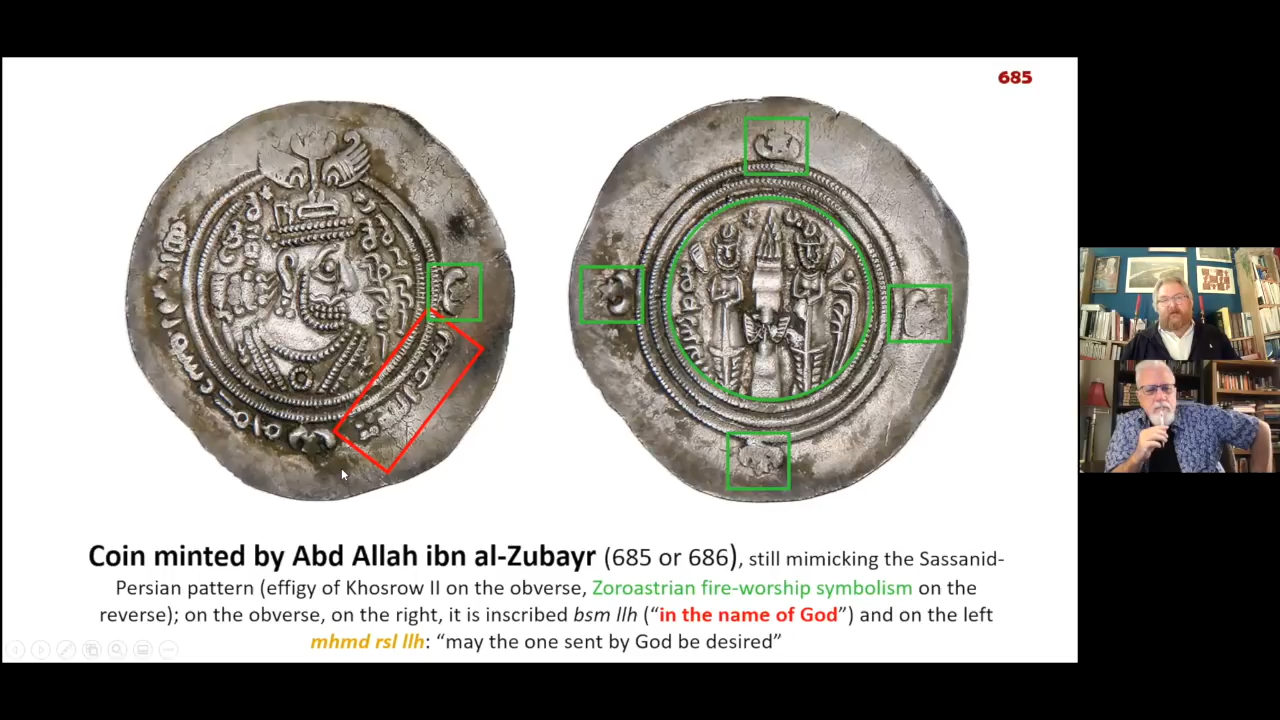 685
Coin minted by Abd Allah ibn al-Zubayr (685 or 686), still mimicking the Sassanid-
Persian pattern (effigy of Khosrow II on the obverse, Zoroastrian fire-worship symbolism on the
reverse); on the obverse, on the right, it is inscribed bsm llh (“in the name of God”) and on the left
mhmd rsl llh: “may the one sent by God be desired”